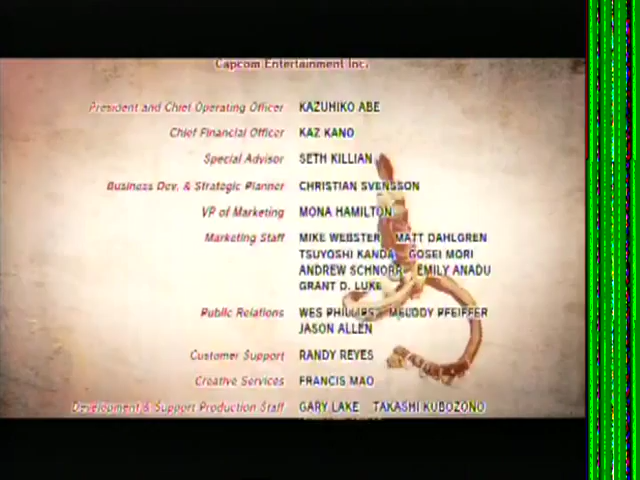 Capcom Entertainment Inc.
President and Chief Operating Officer KAZUHIKO ABE
Chief Financial Officer KAZ KANO
Special Advisor SETH KILLIAN
Business Dev. & Strategic Planner CHRISTIAN SVENSSON
VP of Marketing MONA HAMILTON
Marketing Staff MIKE WEBSTER MATT DAHLGREN
TSUYOSHI KANDA GOSEI MORI
ANDREW SCHNORR EMILY ANADU
GRANT D. LUKE
Public Relations WES PHILLIPS MELODY PFEIFFER
JASON ALLEN
Customer Support RANDY REYES
Creative Services FRANCIS MAO
Development & Support Production Staff GARY LAKE TAKASHI KUBOZONO